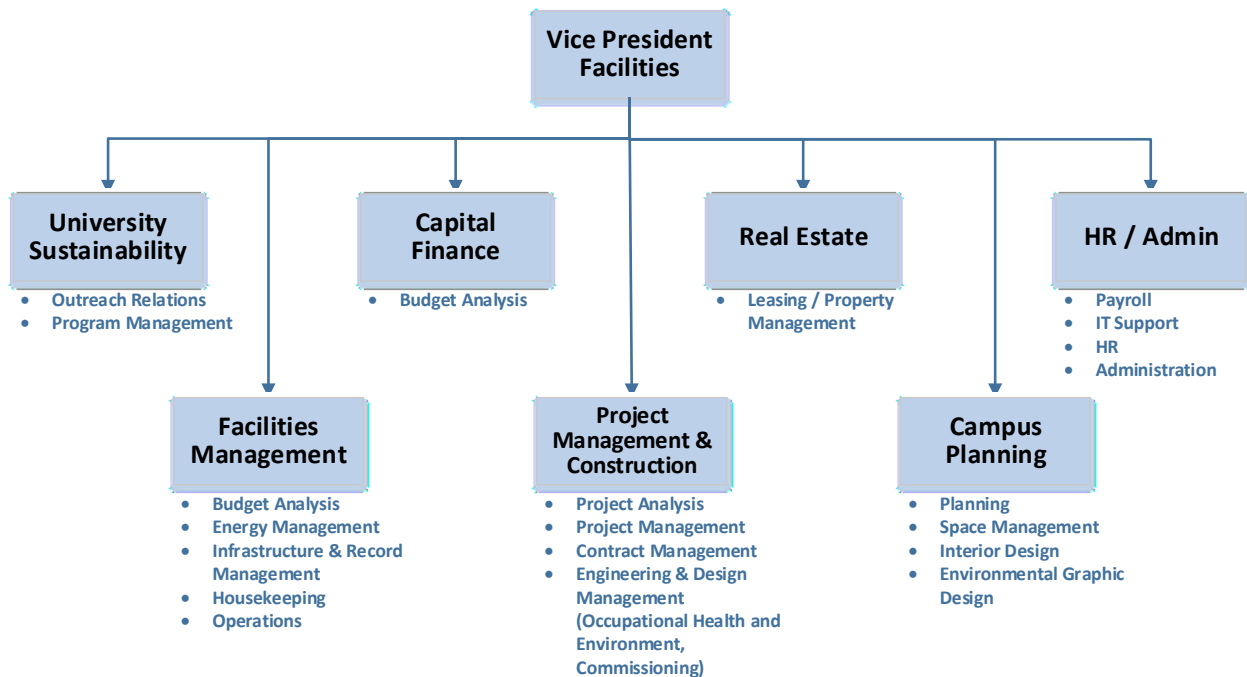 Vice President
Facilities
University
Sustainability
• Outreach Relations
• Program Management
Capital
Finance
• Budget Analysis
Real Estate
• Leasing / Property
Management
HR / Admin
• Payroll
• IT Support
• HR
• Administration
Facilities
Management
• Budget Analysis
• Energy Management
• Infrastructure & Record
Management
• Housekeeping
• Operations
Project
Management &
Construction
• Project Analysis
• Project Management
• Contract Management
• Engineering & Design
Management
(Occupational Health and
Environment,
Commissioning)
Campus
Planning
• Planning
• Space Management
• Interior Design
• Environmental Graphic
Design